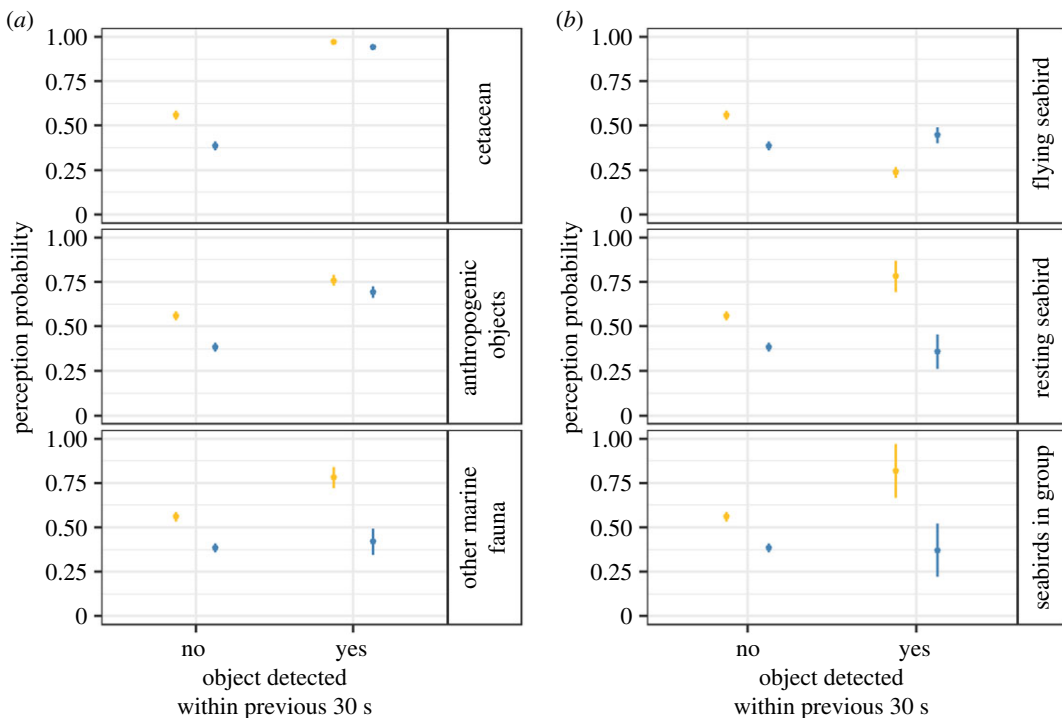 (a)
perception probability
1.00
0.75
0.50
0.25
0
cetacean
1.00
0.75
0.50
0.25
0
anthropogenic
objects
1.00
0.75
0.50
0.25
0
other marine
fauna
no
yes
object detected
within previous 30 s
(b)
perception probability
1.00
0.75
0.50
0.25
0
flying seabird
1.00
0.75
0.50
0.25
0
resting seabird
1.00
0.75
0.50
0.25
0
seabirds in group
no
yes
object detected
within previous 30 s